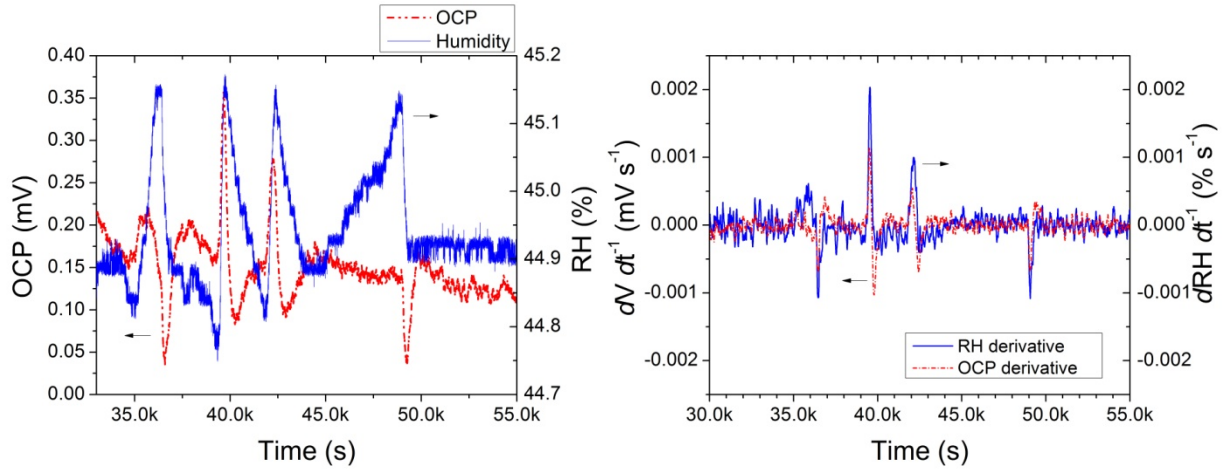 OCP
Humidity
0.40
0.35
0.30
0.25
0.20
0.15
0.10
0.05
0.00
OCP (mV)
45.2
45.1
45.0
44.9
44.8
44.7
RH (%)
35.0k 40.0k 45.0k 50.0k 55.0k
Time (s)
0.002
0.001
0.000
-0.001
-0.002
dV dt⁻¹ (mV s⁻¹)
0.002
0.001
0.000
-0.001
-0.002
dRH dt⁻¹ (% s⁻¹)
RH derivative
OCP derivative
30.0k 35.0k 40.0k 45.0k 50.0k 55.0k
Time (s)